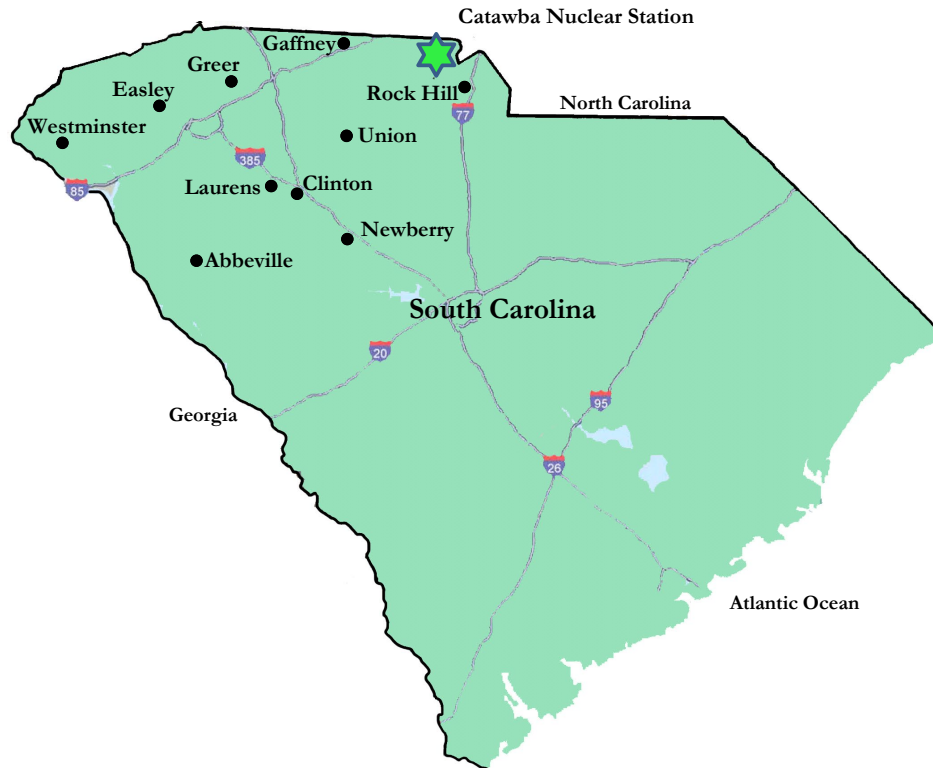 Catawba Nuclear Station
Gaffney
Greer
Easley
Rock Hill
North Carolina
77
Westminster
Union
385
Laurens
Clinton
85
Newberry
Abbeville
South Carolina
20
95
Georgia
26
Atlantic Ocean